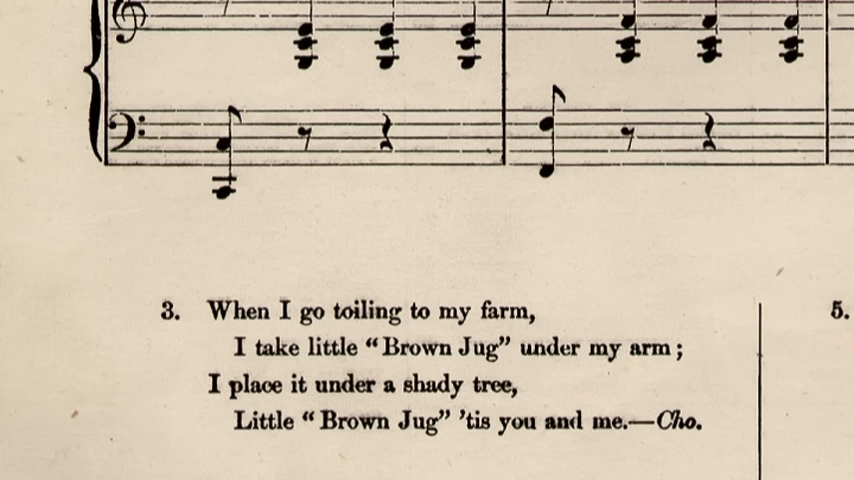 3. When I go toiling to my farm,
I take little “Brown Jug” under my arm;
I place it under a shady tree,
Little “Brown Jug” ’tis you and me.—Cho.
5.